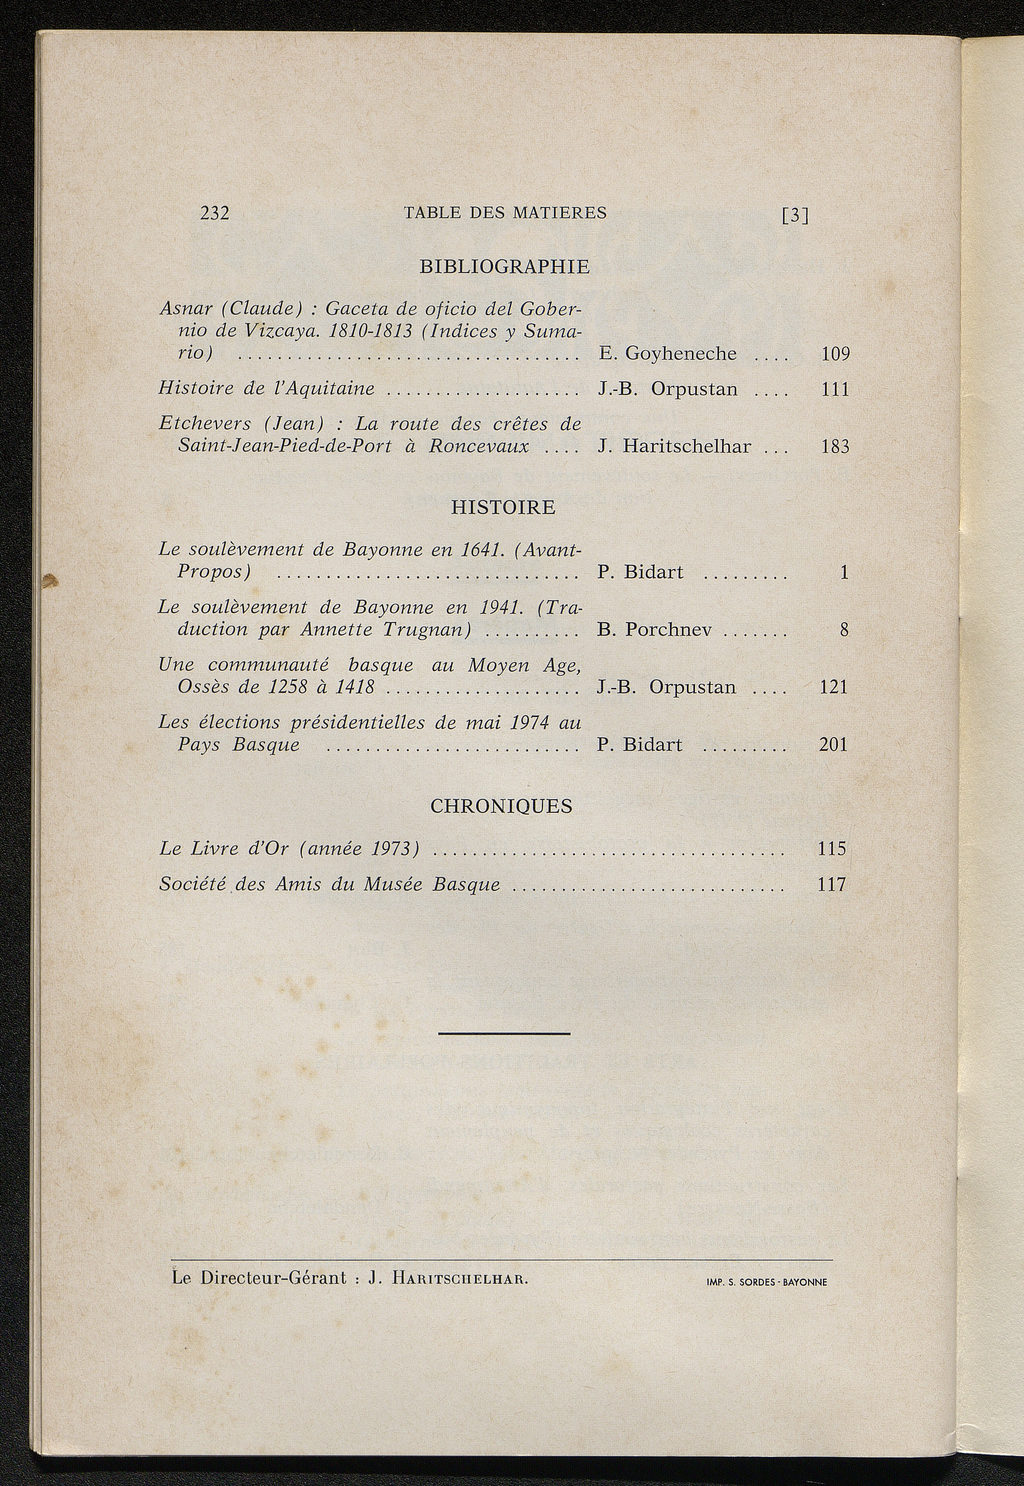 232 TABLE DES MATIERES [3]
BIBLIOGRAPHIE
Asnar (Claude) : Gaceta de oficio del Gober-
nio de Vizcaya. 1810-1813 (Indices y Suma-
rio) ................................... E. Goyheneche .... 109
Histoire de l'Aquitaine .................... J.-B. Orpustan .... 111
Etchevers (Jean) : La route des crêtes de
Saint-Jean-Pied-de-Port à Roncevaux .... J. Haritschelhar ... 183
HISTOIRE
Le soulèvement de Bayonne en 1641. (Avant-
Propos) ............................... P. Bidart ......... 1
Le soulèvement de Bayonne en 1941. (Tra-
duction par Annette Trugnan) .......... B. Porchnev ....... 8
Une communauté basque au Moyen Age,
Ossès de 1258 à 1418 .................... J.-B. Orpustan .... 121
Les élections présidentielles de mai 1974 au
Pays Basque .......................... P. Bidart ......... 201
CHRONIQUES
Le Livre d'Or (année 1973) .................................... 115
Société des Amis du Musée Basque ............................ 117
Le Directeur-Gérant : J. HARITSCHELHAR.
IMP. S. SORDES - BAYONNE